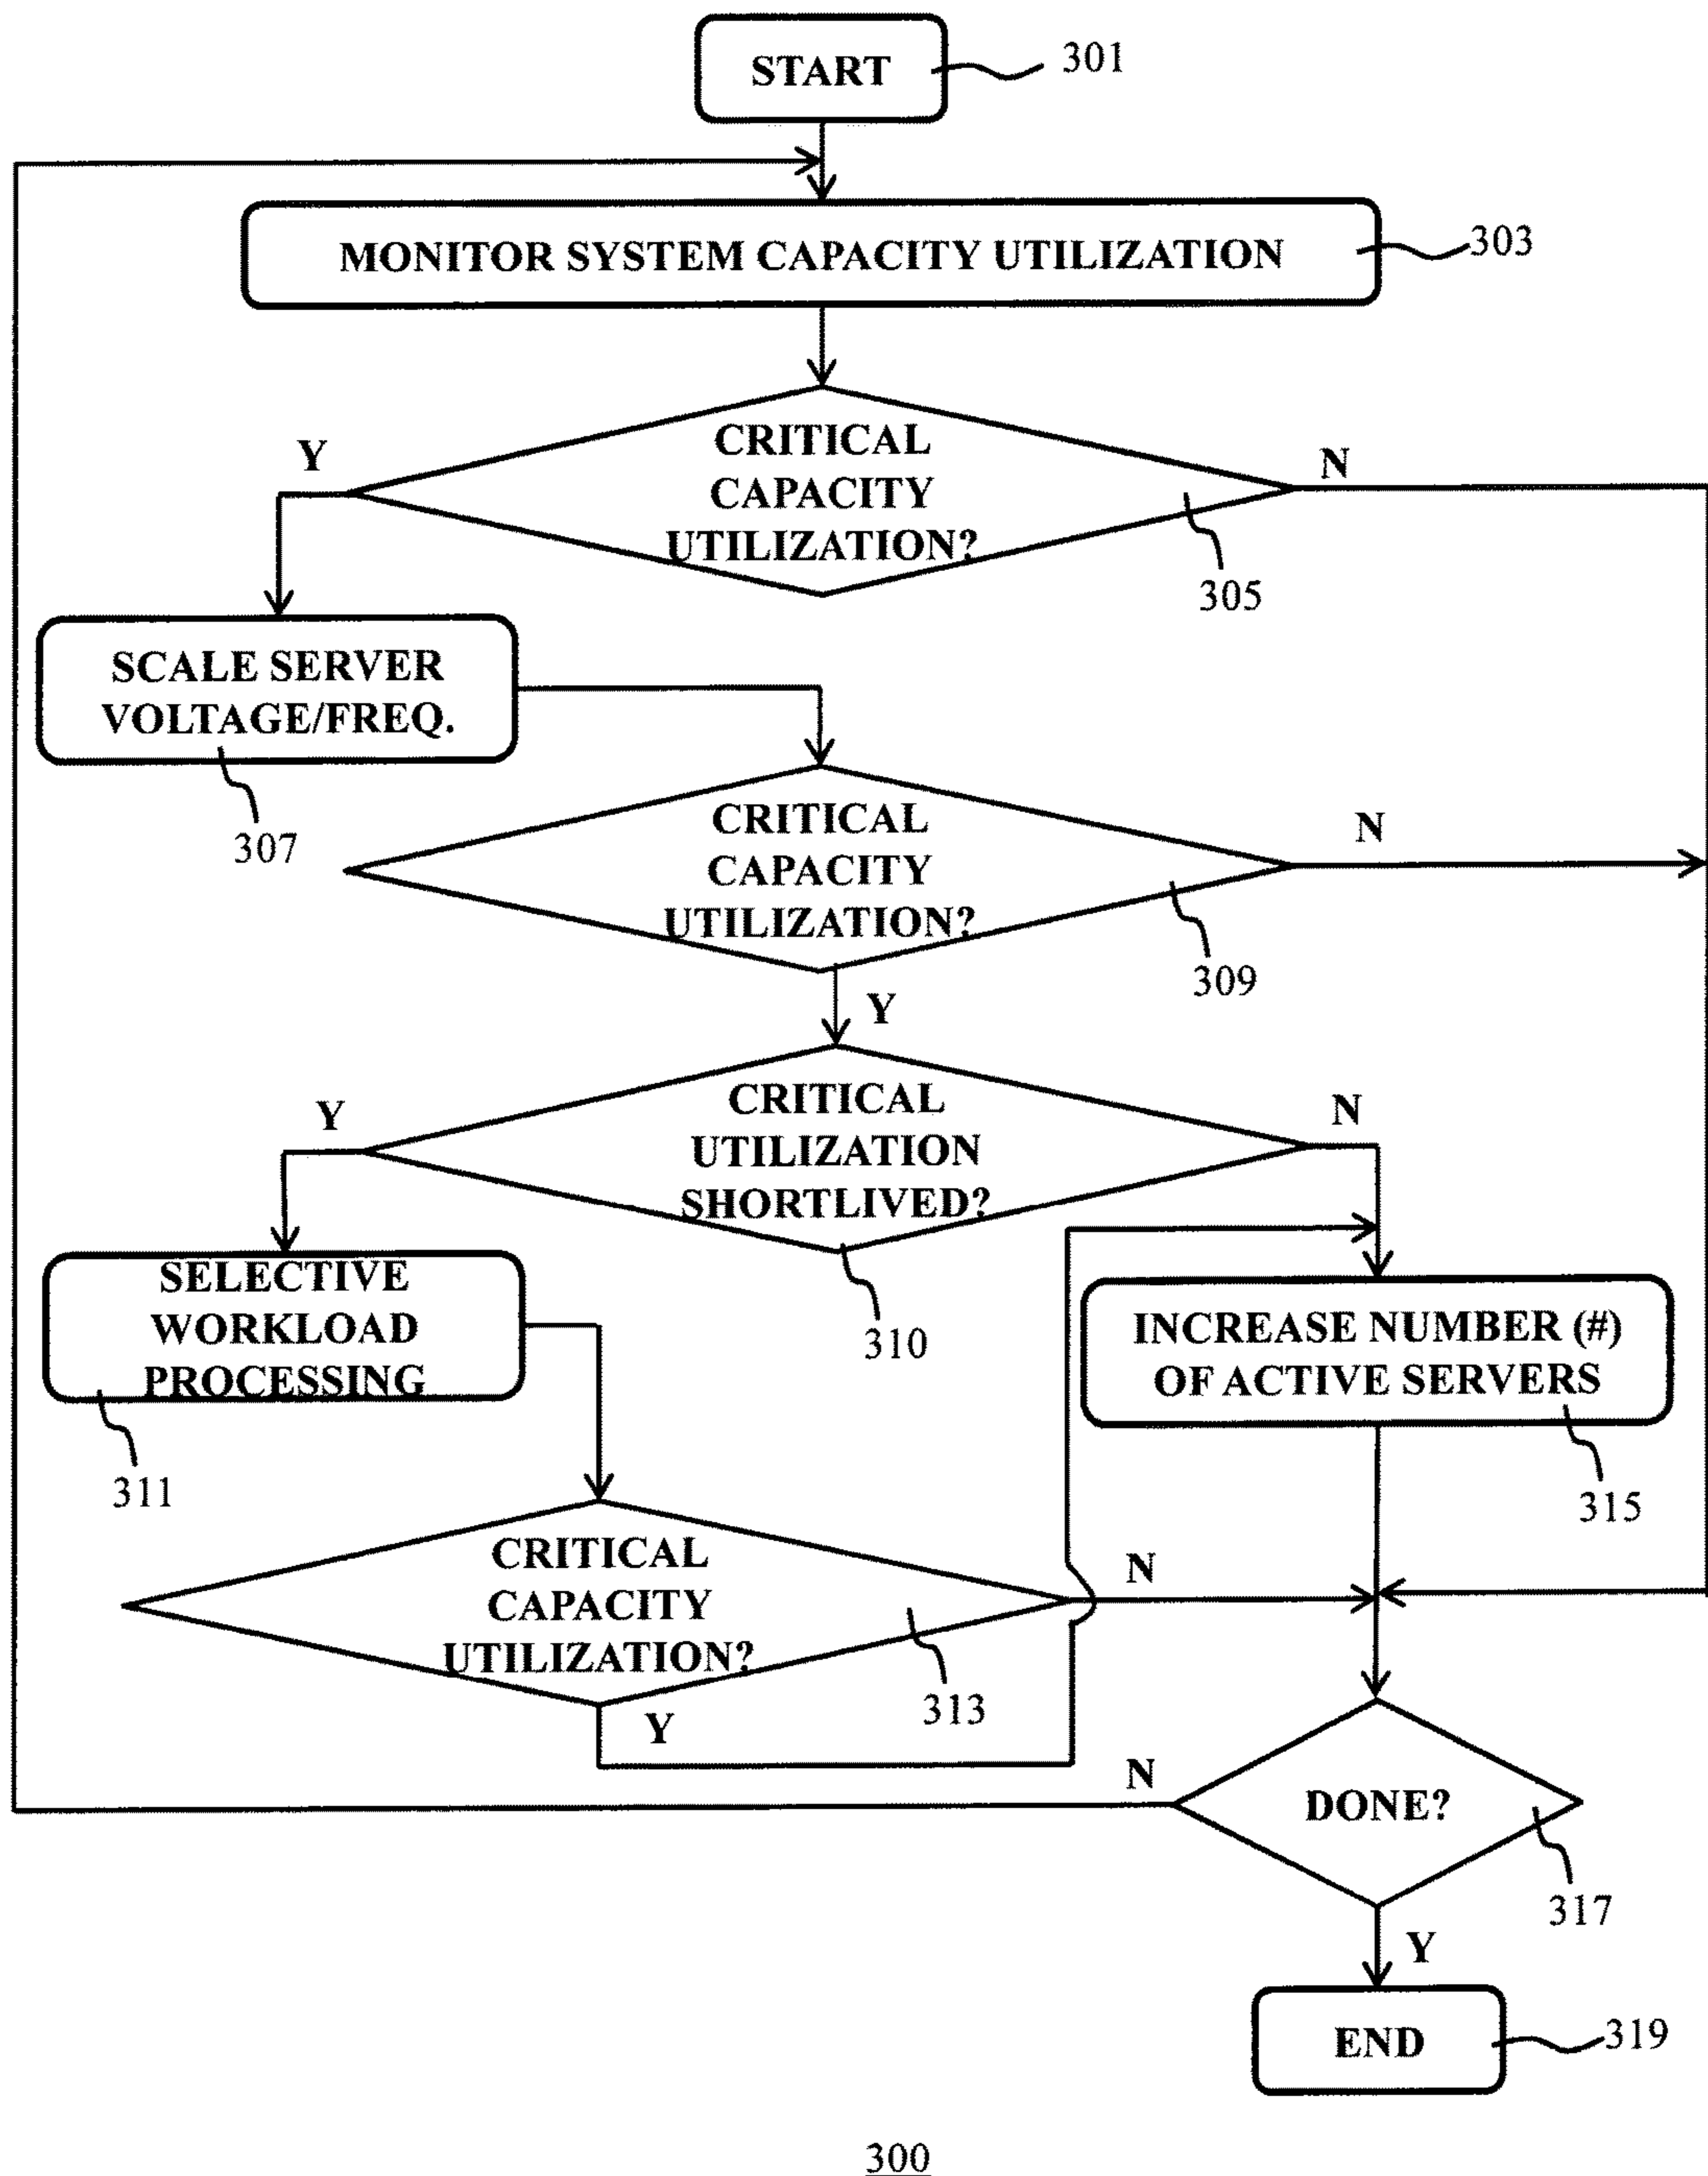 START
301
MONITOR SYSTEM CAPACITY UTILIZATION
303
CRITICAL
CAPACITY
UTILIZATION?
Y
N
305
SCALE SERVER
VOLTAGE/FREQ.
307
CRITICAL
CAPACITY
UTILIZATION?
N
309
Y
CRITICAL
UTILIZATION
SHORTLIVED?
Y
N
310
SELECTIVE
WORKLOAD
PROCESSING
311
INCREASE NUMBER (#)
OF ACTIVE SERVERS
315
CRITICAL
CAPACITY
UTILIZATION?
N
313
Y
N
DONE?
317
Y
END
319
300